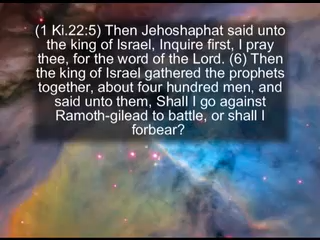 (1 Ki.22:5) Then Jehoshaphat said unto
the king of Israel, Inquire first, I pray
thee, for the word of the Lord. (6) Then
the king of Israel gathered the prophets
together, about four hundred men, and
said unto them, Shall I go against
Ramoth-gilead to battle, or shall I
forbear?